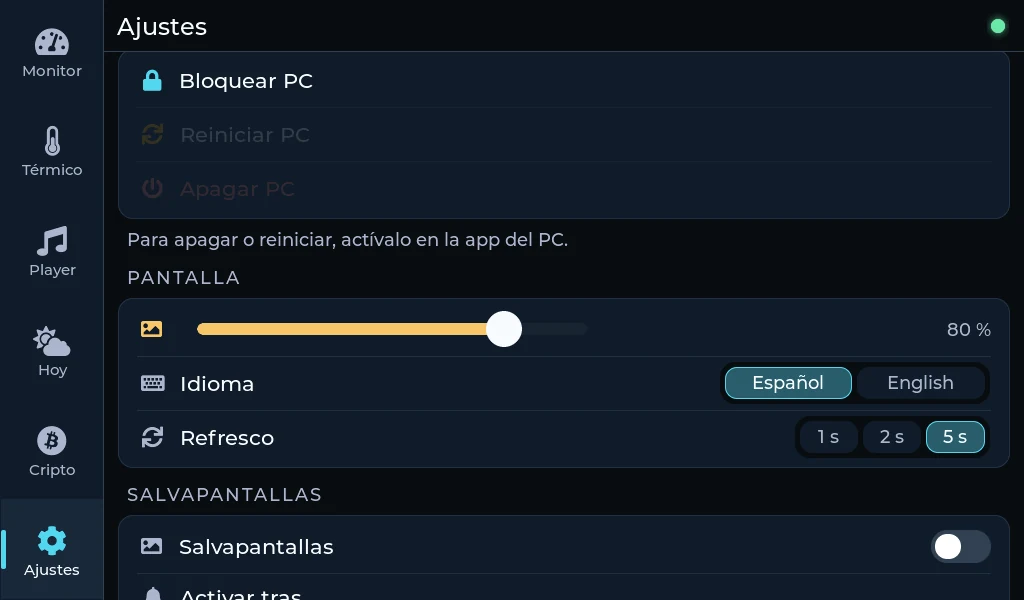 Ajustes
Monitor
Térmico
Player
Hoy
Cripto
Ajustes
Bloquear PC
Reiniciar PC
Apagar PC
Para apagar o reiniciar, actívalo en la app del PC.
PANTALLA
80 %
Idioma
Español
English
Refresco
1 s
2 s
5 s
SALVAPANTALLAS
Salvapantallas
Activar tras